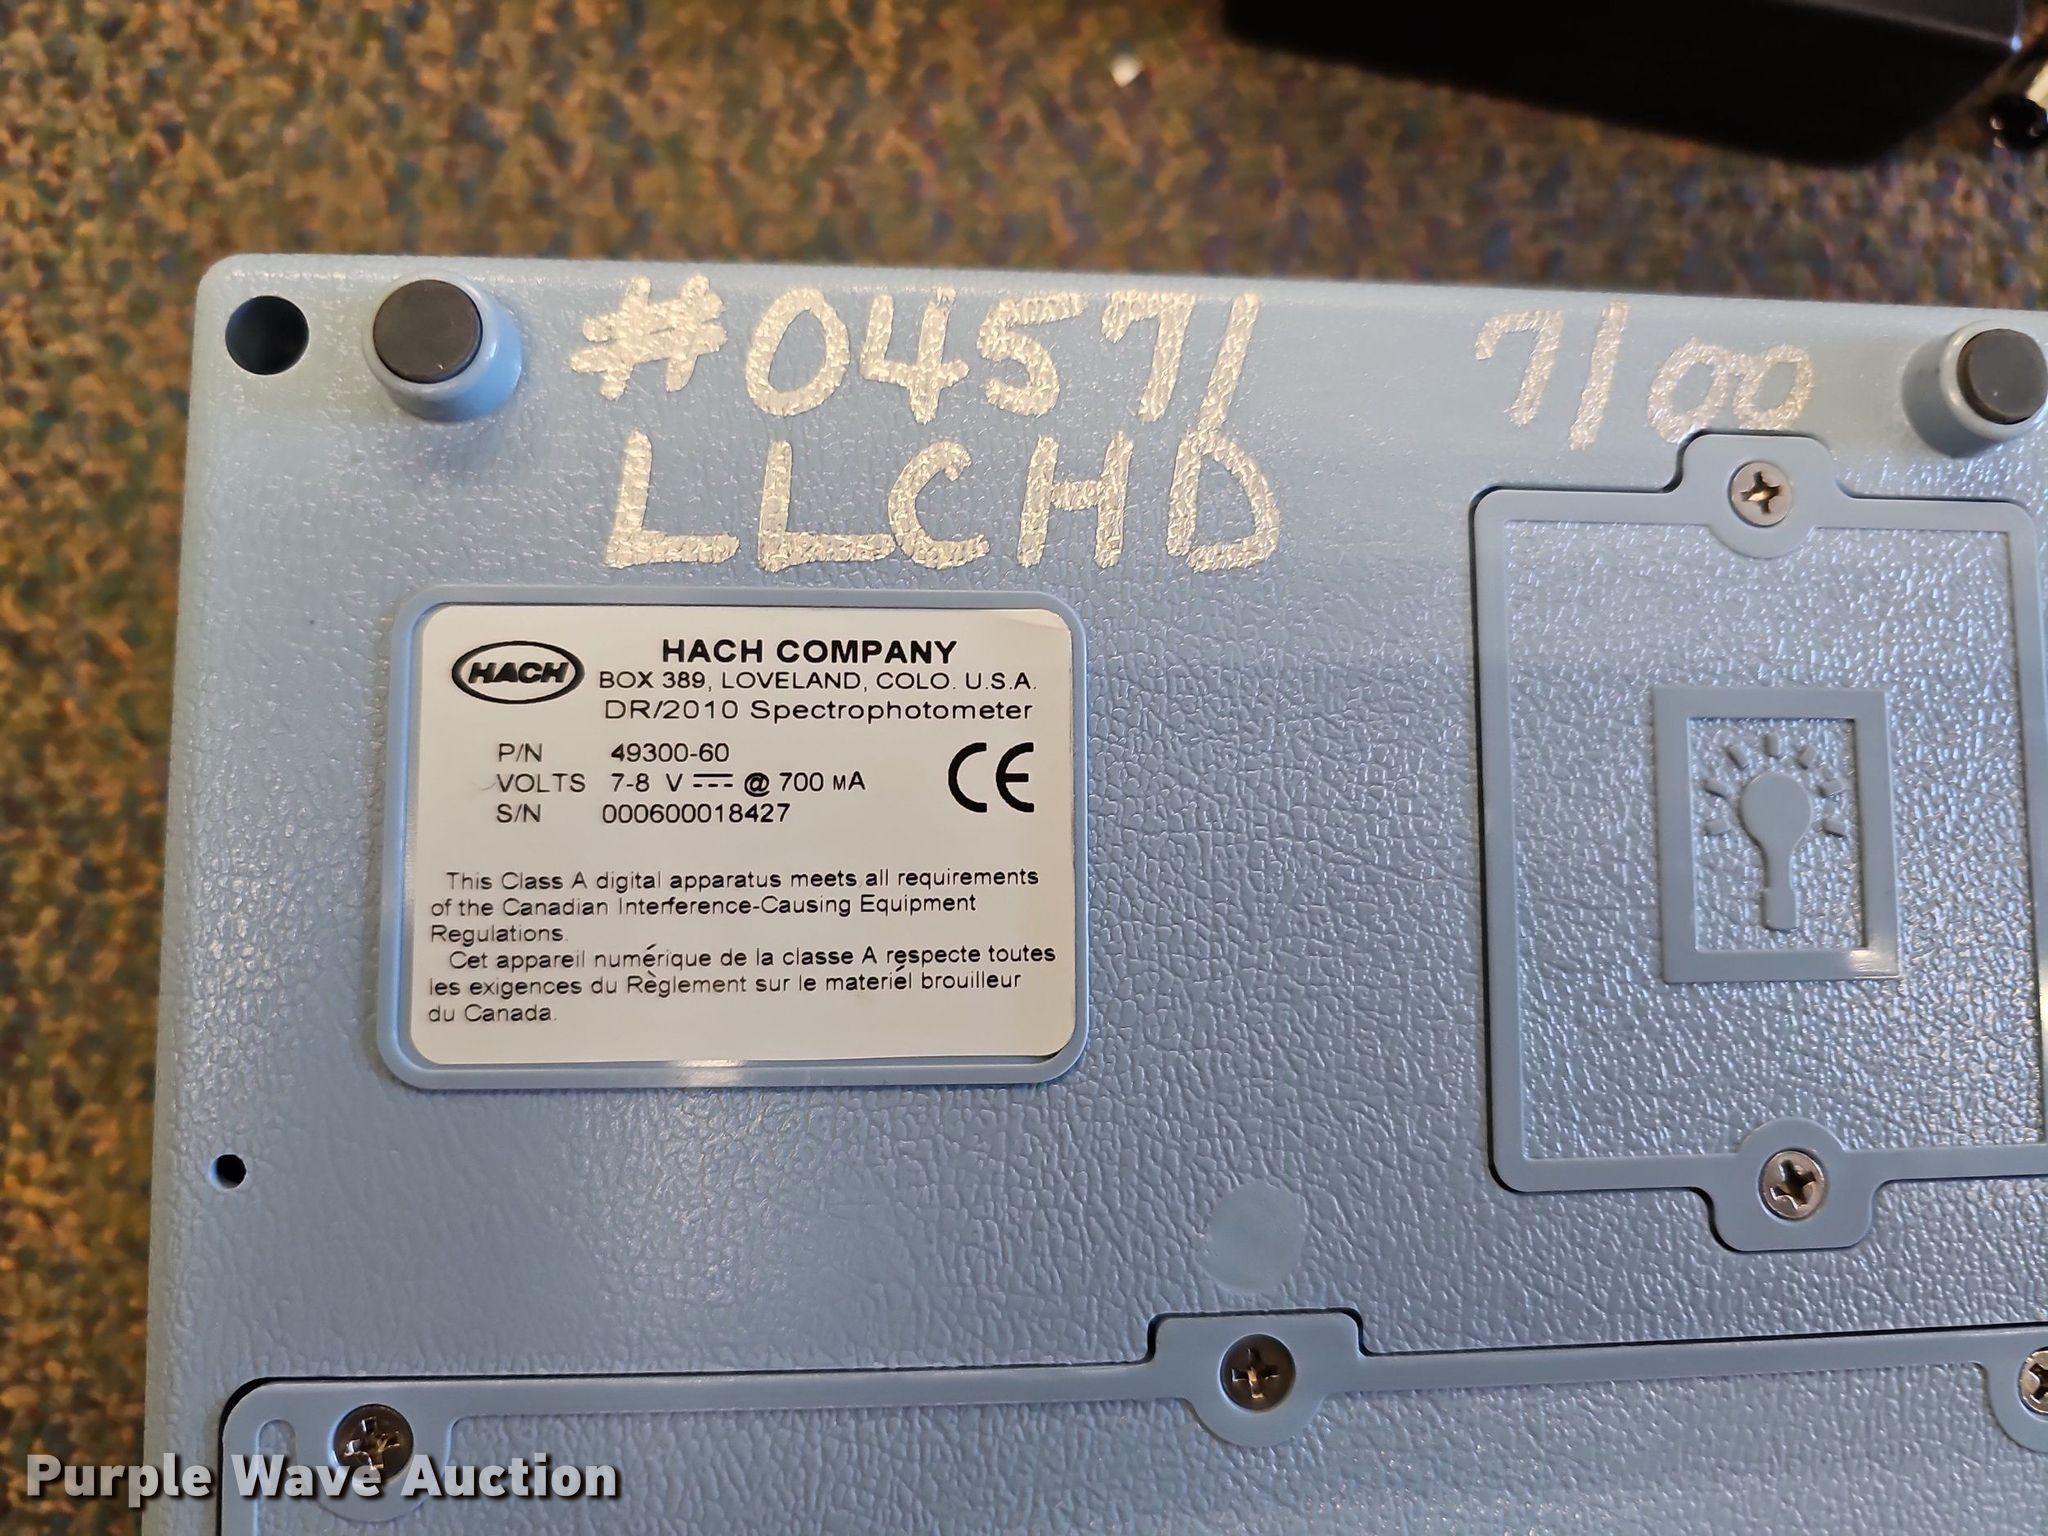 #04571 7/00
LLCHD
HACH
HACH COMPANY
BOX 389, LOVELAND, COLO. U.S.A.
DR/2010 Spectrophotometer
P/N 49300-60
VOLTS 7-8 V ⎓ @ 700 MA
CE
S/N 000600018427
This Class A digital apparatus meets all requirements
of the Canadian Interference-Causing Equipment
Regulations.
Cet appareil numérique de la classe A respecte toutes
les exigences du Règlement sur le materiél brouilleur
du Canada.
Purple Wave Auction